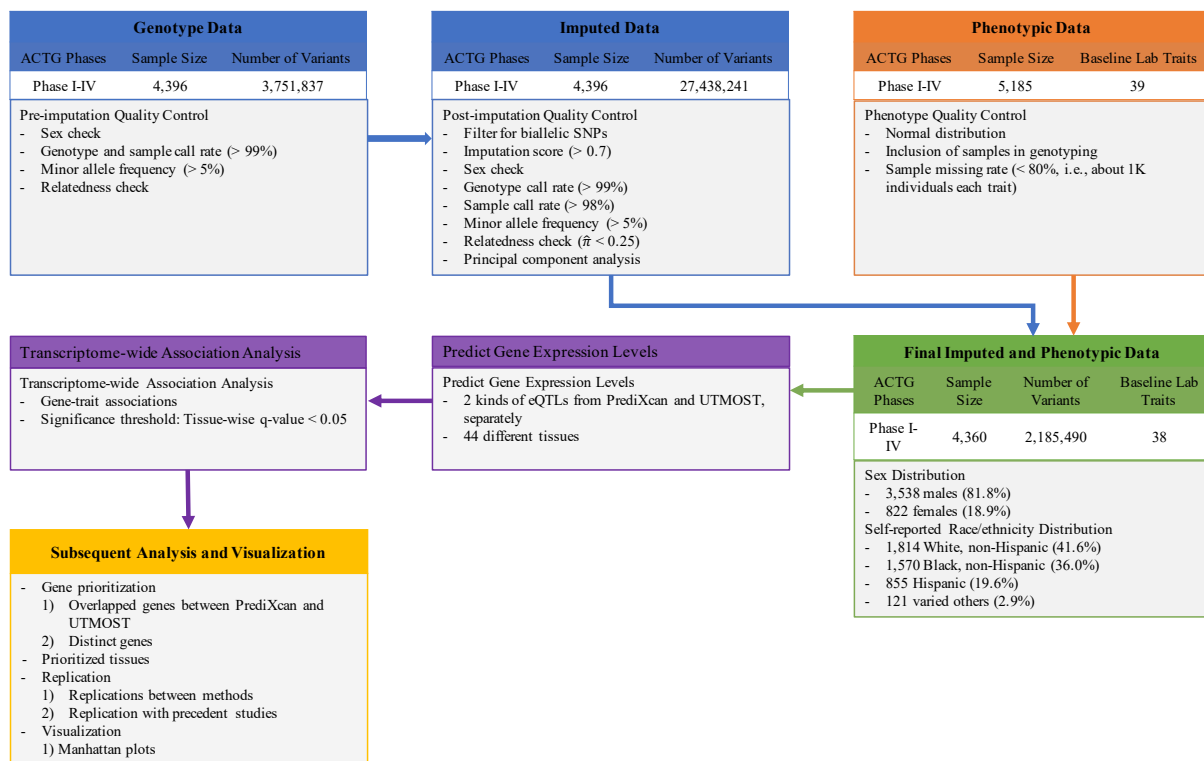 Genotype Data
ACTG Phases Sample Size Number of Variants
Phase I-IV 4,396 3,751,837
Pre-imputation Quality Control
- Sex check
- Genotype and sample call rate (> 99%)
- Minor allele frequency (> 5%)
- Relatedness check
Imputed Data
ACTG Phases Sample Size Number of Variants
Phase I-IV 4,396 27,438,241
Post-imputation Quality Control
- Filter for biallelic SNPs
- Imputation score (> 0.7)
- Sex check
- Genotype call rate (> 99%)
- Sample call rate (> 98%)
- Minor allele frequency (> 5%)
- Relatedness check (π̂ < 0.25)
- Principal component analysis
Phenotypic Data
ACTG Phases Sample Size Baseline Lab Traits
Phase I-IV 5,185 39
Phenotype Quality Control
- Normal distribution
- Inclusion of samples in genotyping
- Sample missing rate (< 80%, i.e., about 1K
individuals each trait)
Final Imputed and Phenotypic Data
ACTG Sample Number of Baseline Lab
Phases Size Variants Traits
Phase I- 4,360 2,185,490 38
IV
Sex Distribution
- 3,538 males (81.8%)
- 822 females (18.9%)
Self-reported Race/ethnicity Distribution
- 1,814 White, non-Hispanic (41.6%)
- 1,570 Black, non-Hispanic (36.0%)
- 855 Hispanic (19.6%)
- 121 varied others (2.9%)
Predict Gene Expression Levels
Predict Gene Expression Levels
- 2 kinds of eQTLs from PrediXcan and UTMOST,
separately
- 44 different tissues
Transcriptome-wide Association Analysis
Transcriptome-wide Association Analysis
- Gene-trait associations
- Significance threshold: Tissue-wise q-value < 0.05
Subsequent Analysis and Visualization
- Gene prioritization
1) Overlapped genes between PrediXcan and
UTMOST
2) Distinct genes
- Prioritized tissues
- Replication
1) Replications between methods
2) Replication with precedent studies
- Visualization
1) Manhattan plots